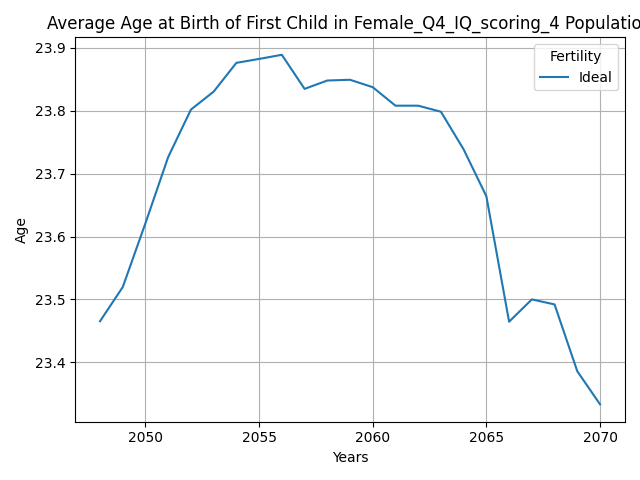 Average Age at Birth of First Child in Female_Q4_IQ_scoring_4 Populatio
Fertility
Ideal
23.9
23.8
23.7
23.6
23.5
23.4
Age
2050 2055 2060 2065 2070
Years